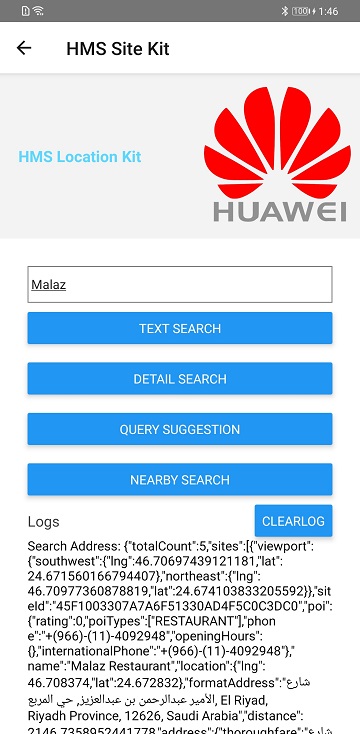 100 1:46
HMS Site Kit
HMS Location Kit
HUAWEI
Malaz
TEXT SEARCH
DETAIL SEARCH
QUERY SUGGESTION
NEARBY SEARCH
Logs
CLEARLOG
Search Address: {"totalCount":5,"sites":[{"viewport":
{"southwest":{"lng":46.70697439121181,"lat":
24.671560166794407},"northeast":{"lng":
46.70977360878819,"lat":24.674103833205592}},"sit
eId":"45F1003307A7A6F51330AD4F5C0C3DC0","poi":
{"rating":0,"poiTypes":["RESTAURANT"],"phon
e":"+(966)-(11)-4092948","openingHours":
{},"internationalPhone":"+(966)-(11)-4092948"},"
name":"Malaz Restaurant","location":{"lng":
46.708374,"lat":24.672832},"formatAddress":"شارع
الأمير عبدالرحمن بن عبدالعزيز, حي المربع, El Riyad,
Riyadh Province, 12626, Saudi Arabia","distance":
2146.7358952441778,"address":{"thoroughfare":"شارع